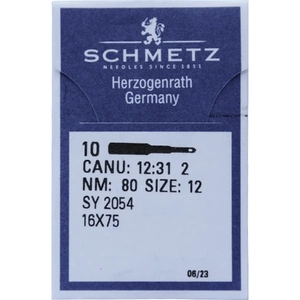 SCHMETZ
NEEDLES SINCE 1851
Herzogenrath
Germany
10
CANU: 12:31 2
NM: 80 SIZE: 12
SY 2054
16X75
06/23